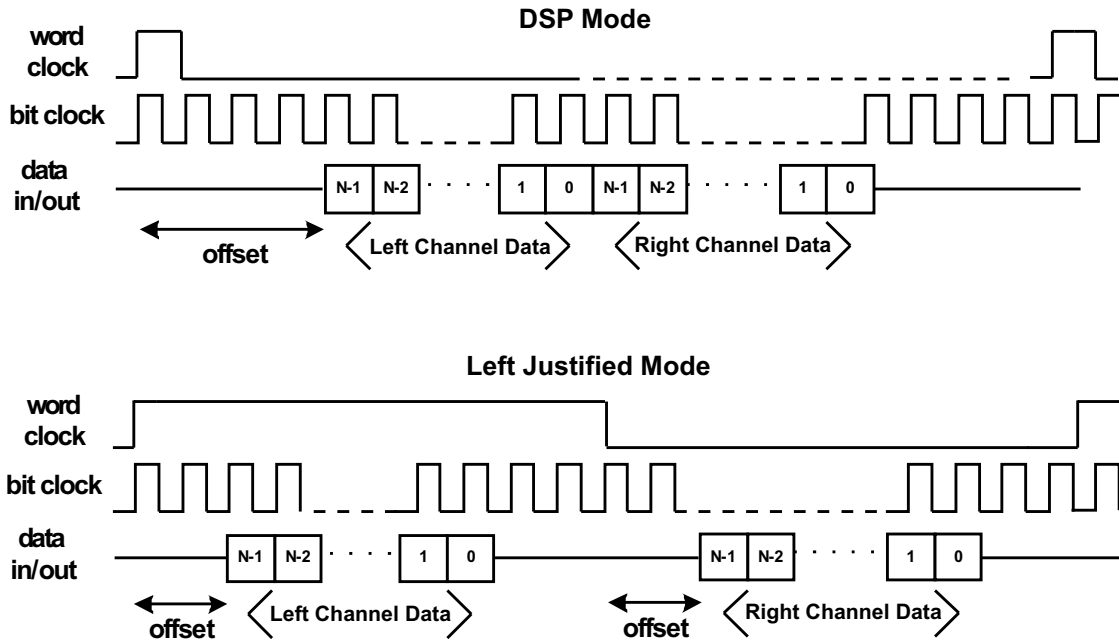 DSP Mode
word
clock
bit clock
data
in/out
N-1 N-2 1 0 N-1 N-2 1 0
offset
Left Channel Data
Right Channel Data
Left Justified Mode
word
clock
bit clock
data
in/out
N-1 N-2 1 0 N-1 N-2 1 0
offset
Left Channel Data
offset
Right Channel Data